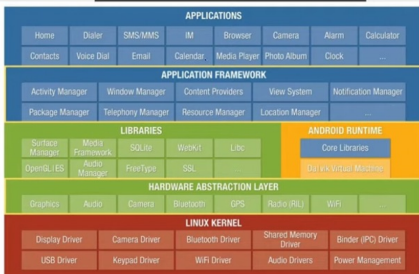 APPLICATIONS
Home Dialer SMS/MMS IM Browser Camera Alarm Calculator
Contacts Voice Dial Email Calendar Media Player Photo Album Clock ...
APPLICATION FRAMEWORK
Activity Manager Window Manager Content Providers View System Notification Manager
Package Manager Telephony Manager Resource Manager Location Manager ...
LIBRARIES ANDROID RUNTIME
Surface Manager Media Framework SQLite WebKit Libc Core Libraries
OpenGL|ES Audio Manager FreeType SSL Dalvik Virtual Machine
HARDWARE ABSTRACTION LAYER
Graphics Audio Camera Bluetooth GPS Radio (RIL) WiFi ...
LINUX KERNEL
Display Driver Camera Driver Bluetooth Driver Shared Memory Driver Binder (IPC) Driver
USB Driver Keypad Driver WiFi Driver Audio Drivers Power Management